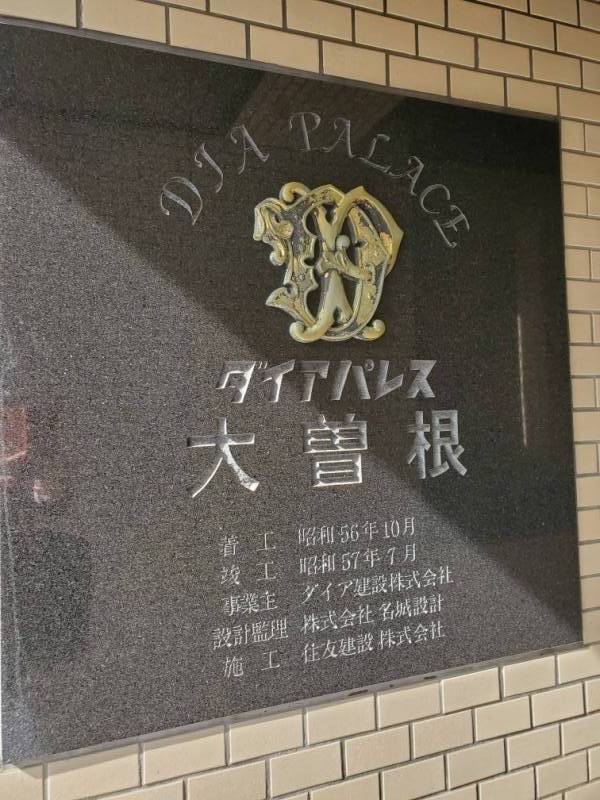 DIA PALACE
ダイアパレス
大曽根
着工 昭和56年10月
竣工 昭和57年7月
事業主 ダイア建設株式会社
設計監理 株式会社 名城設計
施工 住友建設 株式会社